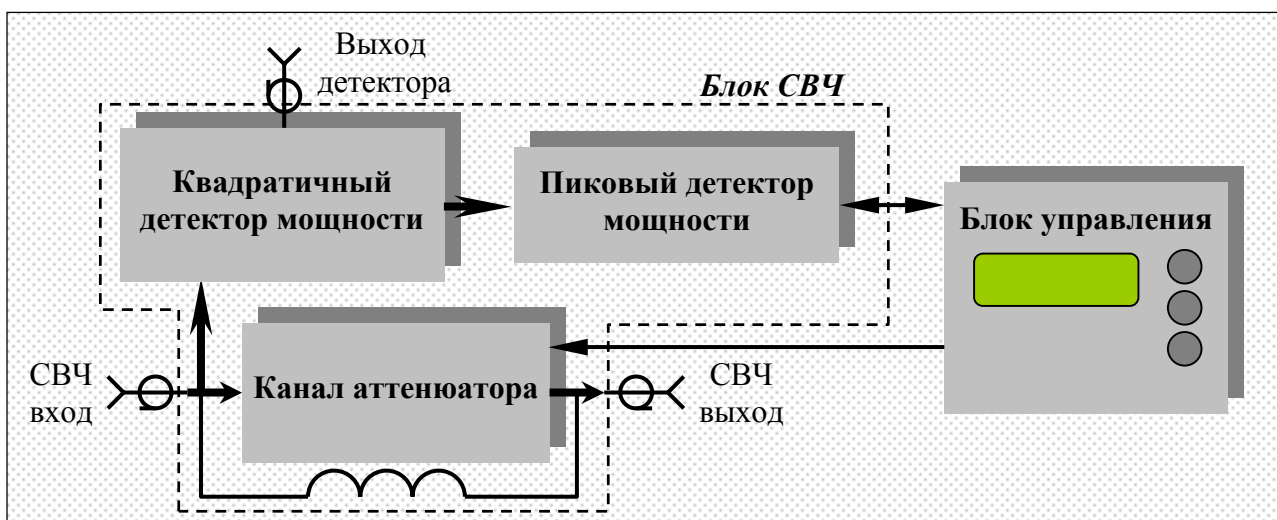 Выход
детектора
Блок СВЧ
Квадратичный
детектор мощности
Пиковый детектор
мощности
Блок управления
СВЧ
вход
Канал аттенюатора
СВЧ
выход